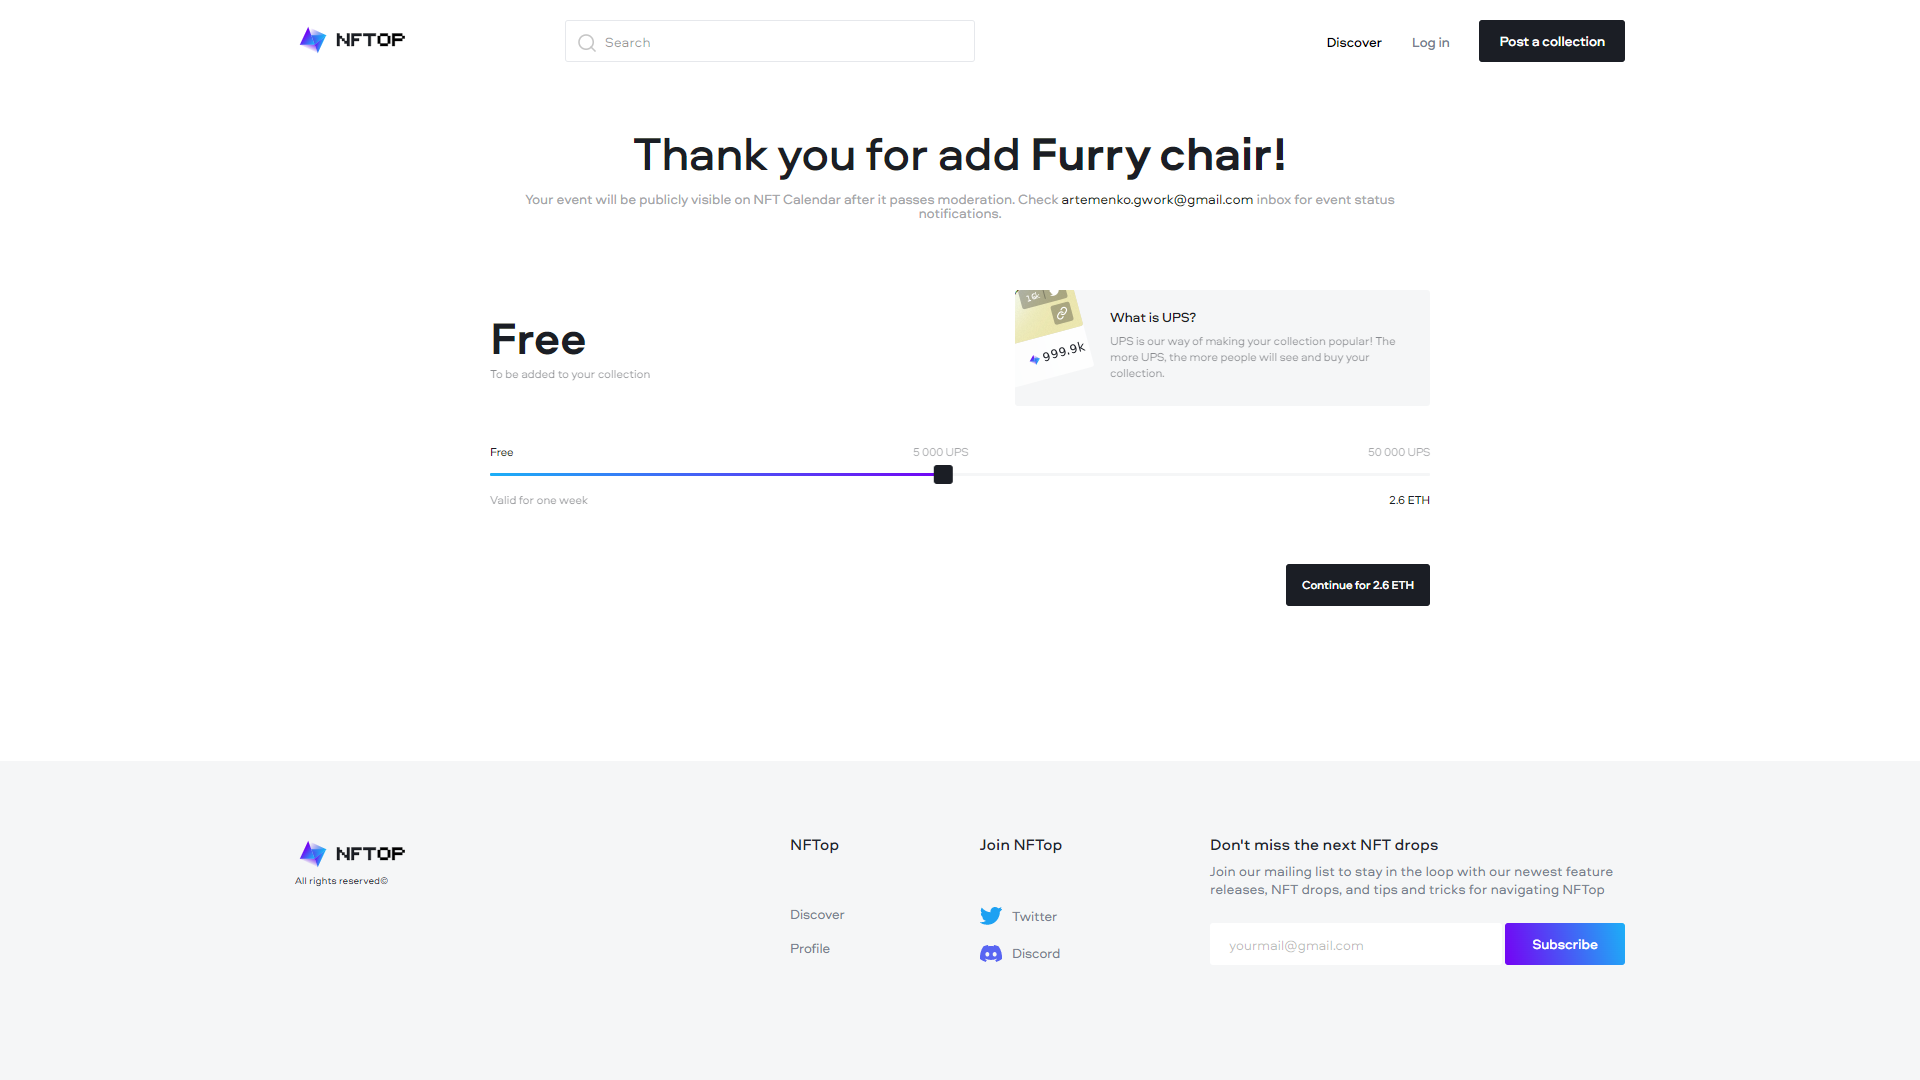 NFTOP
Search
Discover
Log in
Post a collection
Thank you for add Furry chair!
Your event will be publicly visible on NFT Calendar after it passes moderation. Check artemenko.gwork@gmail.com inbox for event status
notifications.
Free
To be added to your collection
16k
999.9k
What is UPS?
UPS is our way of making your collection popular! The
more UPS, the more people will see and buy your
collection.
Free
5 000 UPS
50 000 UPS
Valid for one week
2.6 ETH
Continue for 2.6 ETH
NFTOP
All rights reserved©
NFTop
Discover
Profile
Join NFTop
Twitter
Discord
Don't miss the next NFT drops
Join our mailing list to stay in the loop with our newest feature
releases, NFT drops, and tips and tricks for navigating NFTop
yourmail@gmail.com
Subscribe